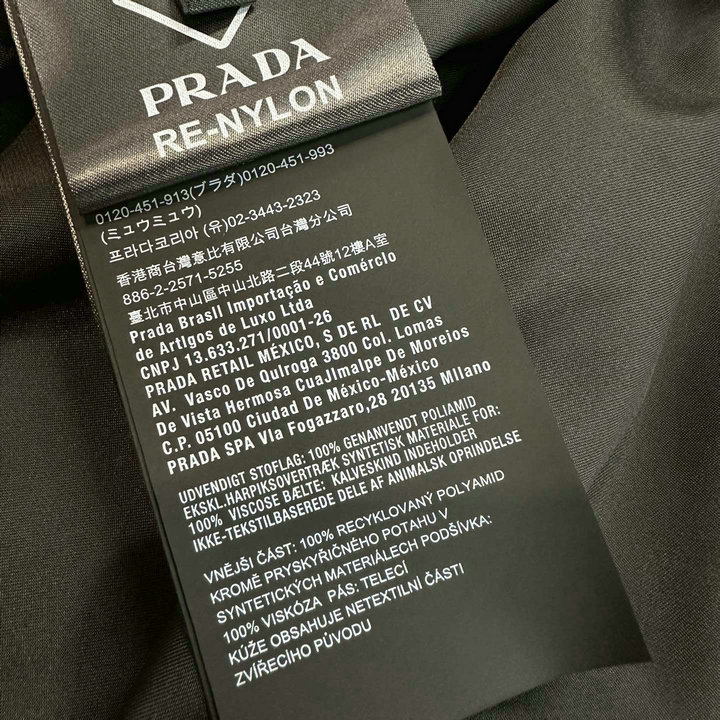 PRADA
RE-NYLON
0120-451-913(プラダ)0120-451-993
(ミュウミュウ)
프라다코리아 (유)02-3443-2323
香港商台灣意比有限公司台灣分公司
886-2-2571-5255
臺北市中山區中山北路二段44號12樓A室
Prada BrasIl Importação e Comérclo
de ArtIgos de Luxo Ltda
CNPJ 13.633.271/0001-26
PRADA RETAIL MÉXICO, S DE RL DE CV
AV. Vasco De Quiroga 3800 Col. Lomas
De Vista Hermosa CuaJImalpe De Moreios
C.P. 05100 Ciudad De México-México
PRADA SPA VIa Fogazzaro,28 20135 MIlano
UDVENDIGT STOFLAG: 100% GENANVENDT POLIAMID
EKSKL.HARPIKSOVERTRÆK SYNTETISK MATERIALE FOR:
100% VISCOSE BÆLTE: KALVESKIND INDEHOLDER
IKKE-TEKSTILBASEREDE DELE AF ANIMALSK OPRINDELSE
VNĚJŠI ČÁST: 100% RECYKLOVANÝ POLYAMID
KROMĚ PRYSKYŘIČNÉHO POTAHU V
SYNTETICKÝCH MATERIÁLECH PODŠÍVKA:
100% VISKÓZA PÁS: TELECÍ
KŮŽE OBSAHUJE NETEXTILNÍ ČÁSTI
ZVÍŘECÍHO PŮVODU